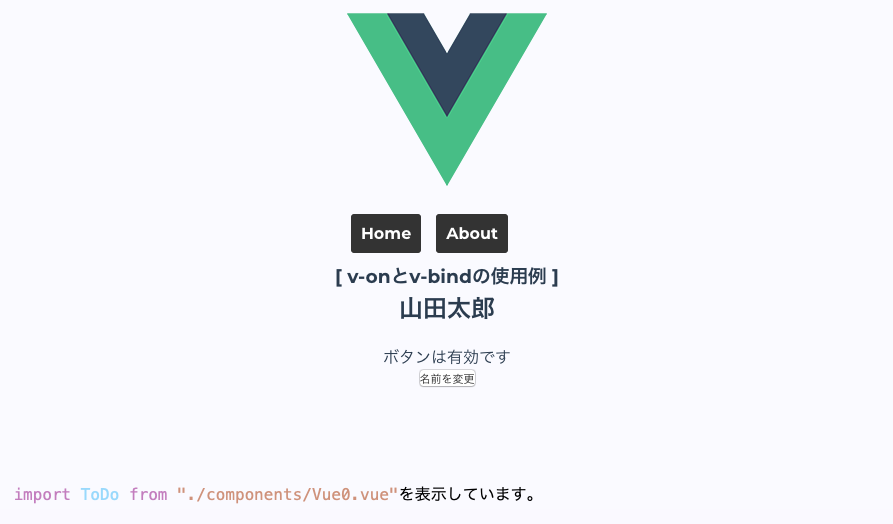 Home About
[ v-onとv-bindの使用例 ]
山田太郎
ボタンは有効です
名前を変更
import ToDo from "./components/Vue0.vue"を表示しています。